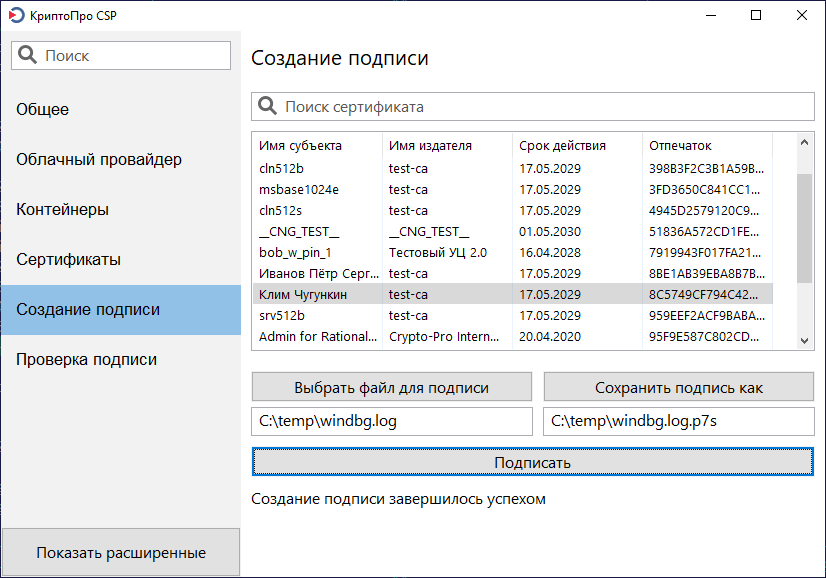 КриптоПро CSP
Поиск
Общее
Облачный провайдер
Контейнеры
Сертификаты
Создание подписи
Проверка подписи
Показать расширенные
Создание подписи
Поиск сертификата
Имя субъекта Имя издателя Срок действия Отпечаток
cln512b test-ca 17.05.2029 398B3F2C3B1A59B...
msbase1024e test-ca 17.05.2029 3FD3650C841CC1...
cln512s test-ca 17.05.2029 4945D2579120C9...
__CNG_TEST__ __CNG_TEST__ 01.05.2030 51836A572CD1FE...
bob_w_pin_1 Тестовый УЦ 2.0 16.04.2028 7919943F017FA21...
Иванов Пётр Серг... test-ca 17.05.2029 8BE1AB39EBA8B7B...
Клим Чугункин test-ca 17.05.2029 8C5749CF794C42...
srv512b test-ca 17.05.2029 959EEF2ACF9BABA...
Admin for Rational... Crypto-Pro Intern... 20.04.2020 95F9E587C802CD...
Выбрать файл для подписи Сохранить подпись как
C:\temp\windbg.log C:\temp\windbg.log.p7s
Подписать
Создание подписи завершилось успехом